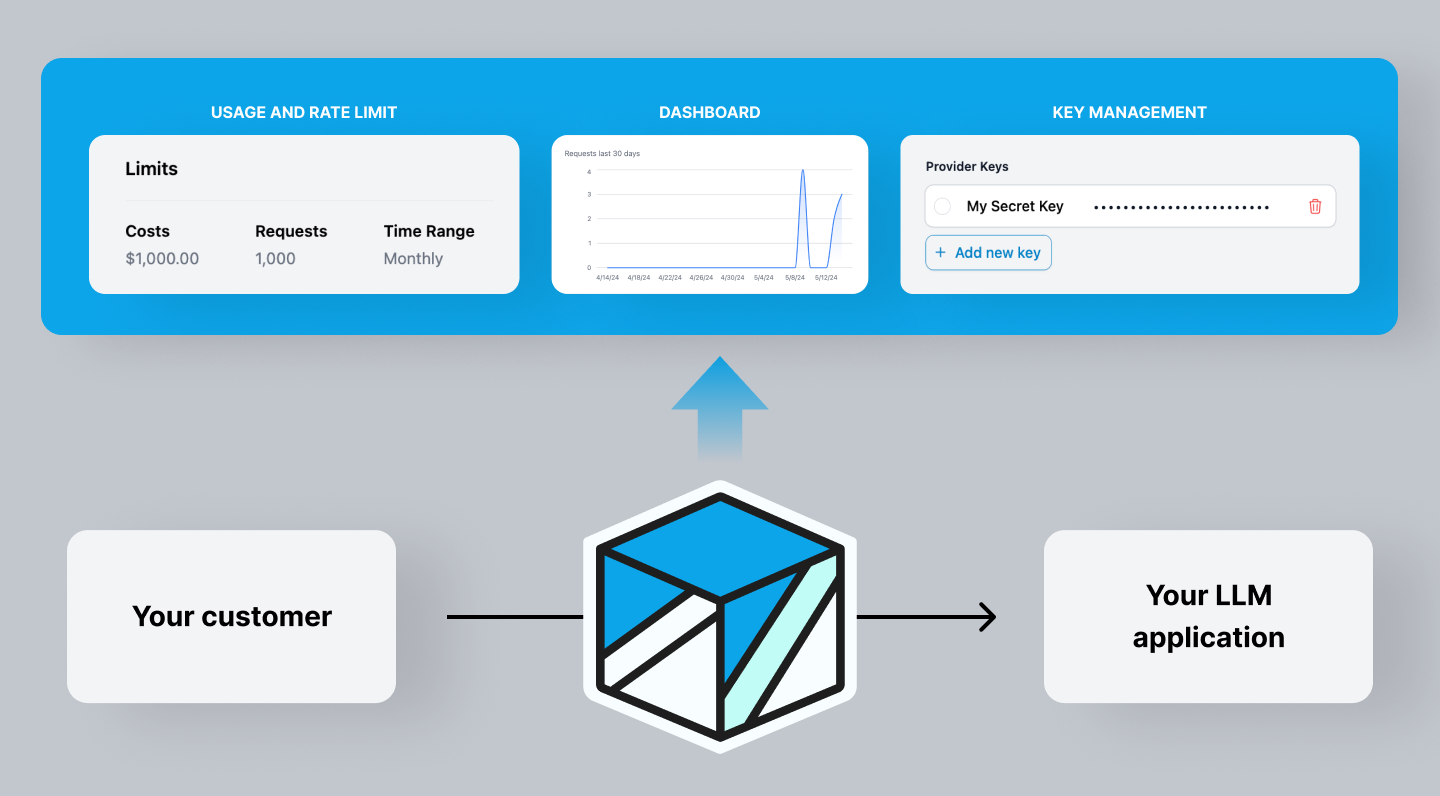 USAGE AND RATE LIMIT
Limits
Costs Requests Time Range
$1,000.00 1,000 Monthly
DASHBOARD
Requests last 30 days
4
3
2
1
0
4/14/24 4/18/24 4/22/24 4/26/24 4/30/24 5/4/24 5/8/24 5/12/24
KEY MANAGEMENT
Provider Keys
My Secret Key •••••••••••••••••••••••
+ Add new key
Your customer
Your LLM
application